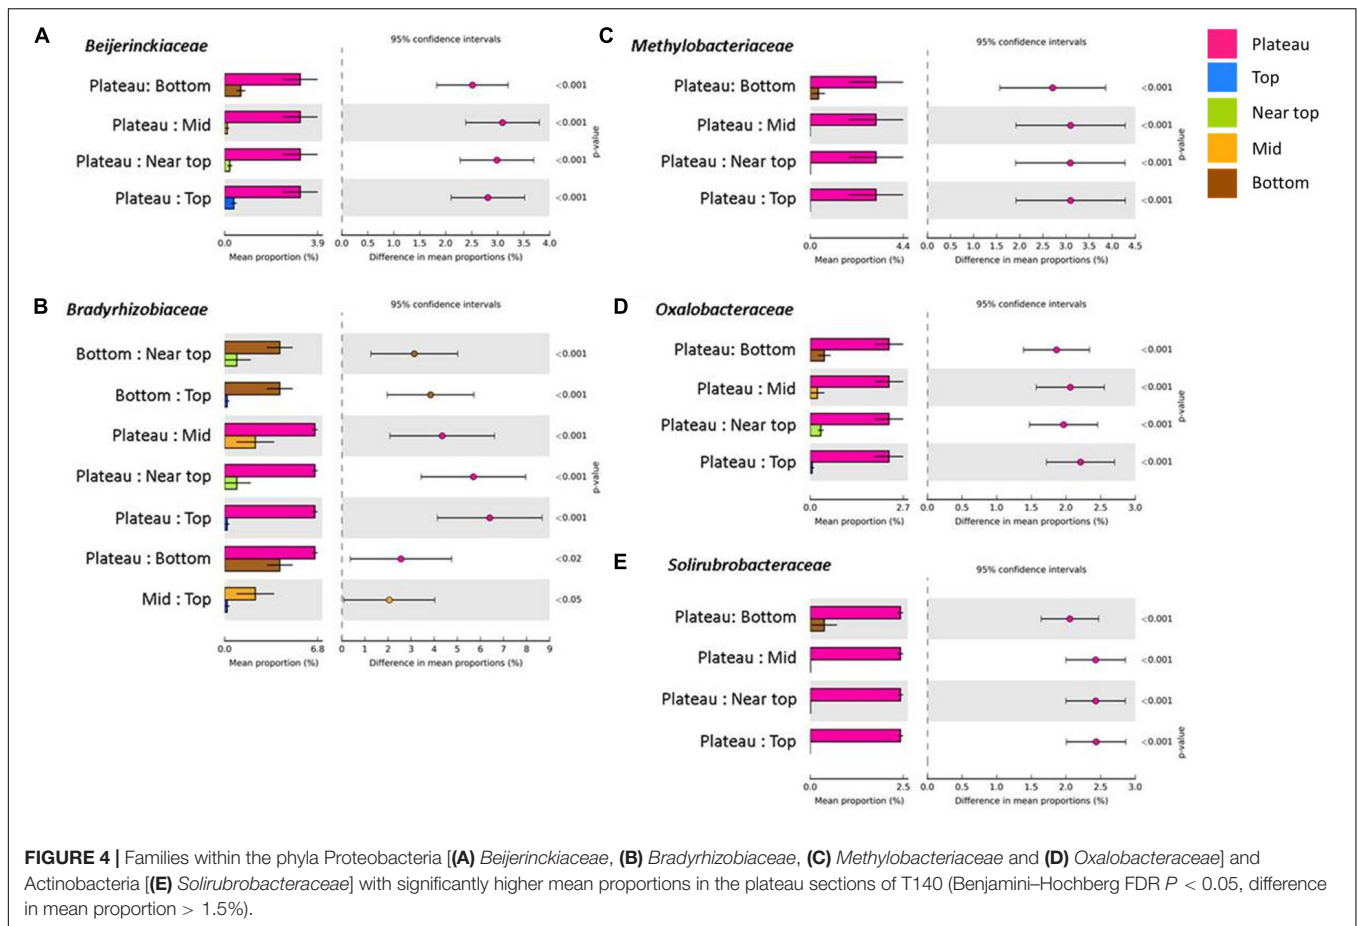 A
Beijerinckiaceae
95% confidence intervals
Plateau: Bottom
<0.001
Plateau : Mid
<0.001
Plateau : Near top
<0.001
Plateau : Top
<0.001
p-value
0.0 3.9
Mean proportion (%)
0.0 0.5 1.0 1.5 2.0 2.5 3.0 3.5 4.0
Difference in mean proportions (%)
B
Bradyrhizobiaceae
95% confidence intervals
Bottom : Near top
<0.001
Bottom : Top
<0.001
Plateau : Mid
<0.001
Plateau : Near top
<0.001
Plateau : Top
<0.001
Plateau : Bottom
<0.02
Mid : Top
<0.05
p-value
0.0 6.8
Mean proportion (%)
0 1 2 3 4 5 6 7 8 9
Difference in mean proportions (%)
C
Methylobacteriaceae
95% confidence intervals
Plateau: Bottom
<0.001
Plateau : Mid
<0.001
Plateau : Near top
<0.001
Plateau : Top
<0.001
p-value
0.0 4.4
Mean proportion (%)
0.0 0.5 1.0 1.5 2.0 2.5 3.0 3.5 4.0 4.5
Difference in mean proportions (%)
Plateau
Top
Near top
Mid
Bottom
D
Oxalobacteraceae
95% confidence intervals
Plateau: Bottom
<0.001
Plateau : Mid
<0.001
Plateau : Near top
<0.001
Plateau : Top
<0.001
p-value
0.0 2.7
Mean proportion (%)
0.0 0.5 1.0 1.5 2.0 2.5 3.0
Difference in mean proportions (%)
E
Solirubrobacteraceae
95% confidence intervals
Plateau: Bottom
<0.001
Plateau : Mid
<0.001
Plateau : Near top
<0.001
Plateau : Top
<0.001
p-value
0.0 2.5
Mean proportion (%)
0.0 0.5 1.0 1.5 2.0 2.5 3.0
Difference in mean proportions (%)
FIGURE 4 | Families within the phyla Proteobacteria [(A) Beijerinckiaceae, (B) Bradyrhizobiaceae, (C) Methylobacteriaceae and (D) Oxalobacteraceae] and
Actinobacteria [(E) Solirubrobacteraceae] with significantly higher mean proportions in the plateau sections of T140 (Benjamini–Hochberg FDR P < 0.05, difference
in mean proportion > 1.5%).